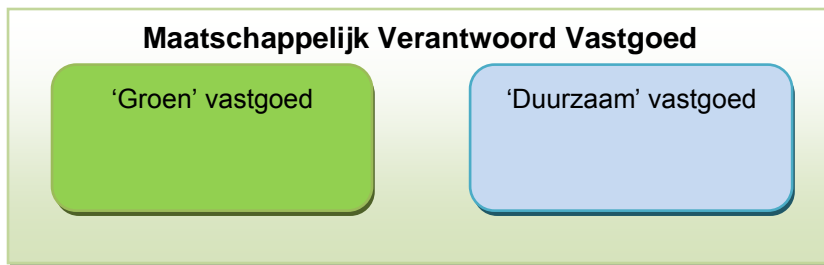 Maatschappelijk Verantwoord Vastgoed
‘Groen’ vastgoed
‘Duurzaam’ vastgoed